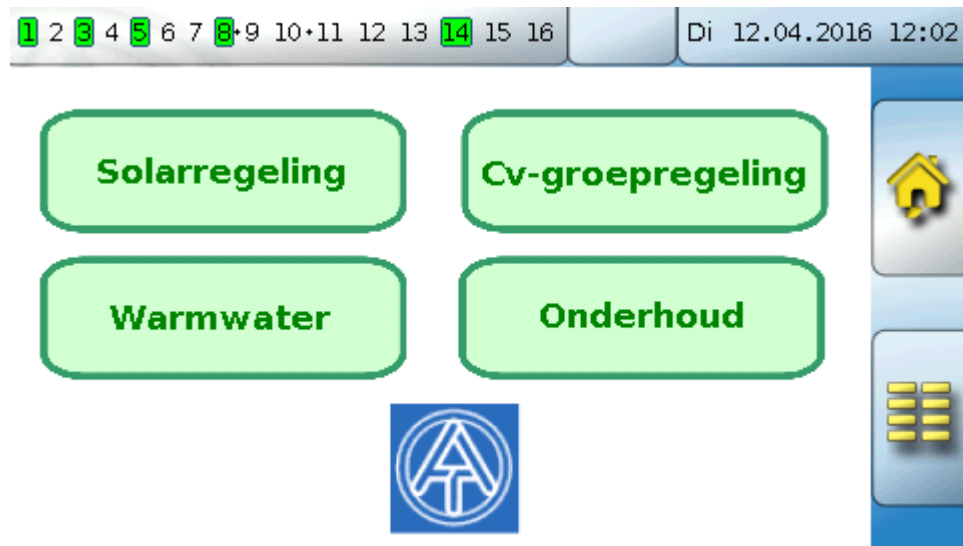 1 2 3 4 5 6 7 8·9 10·11 12 13 14 15 16 Di 12.04.2016 12:02
Solarregeling Cv-groepregeling
Warmwater Onderhoud
TA